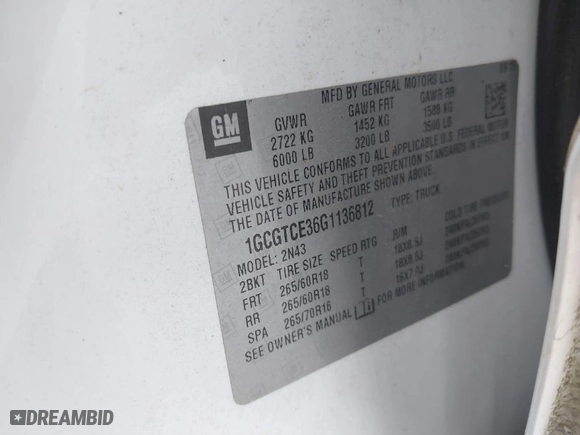 MFD BY GENERAL MOTORS LLC
GM
GVWR GAWR FRT GAWR RR
2722 KG 1452 KG 1588 KG
6000 LB 3200 LB 3500 LB
THIS VEHICLE CONFORMS TO ALL APPLICABLE U.S. FEDERAL MOTOR
VEHICLE SAFETY AND THEFT PREVENTION STANDARDS IN EFFECT ON
THE DATE OF MANUFACTURE SHOWN ABOVE.
1GCGTCE36G1136812 TYPE: TRUCK
MODEL: 2N43
2BKT TIRE SIZE SPEED RTG RIM COLD TIRE PRESSURE
FRT 265/60R18 T 18X8.5J
RR 265/60R18 T 18X8.5J
SPA 265/70R16 T 16X7.0J
SEE OWNER'S MANUAL FOR MORE INFORMATION.
DREAMBID